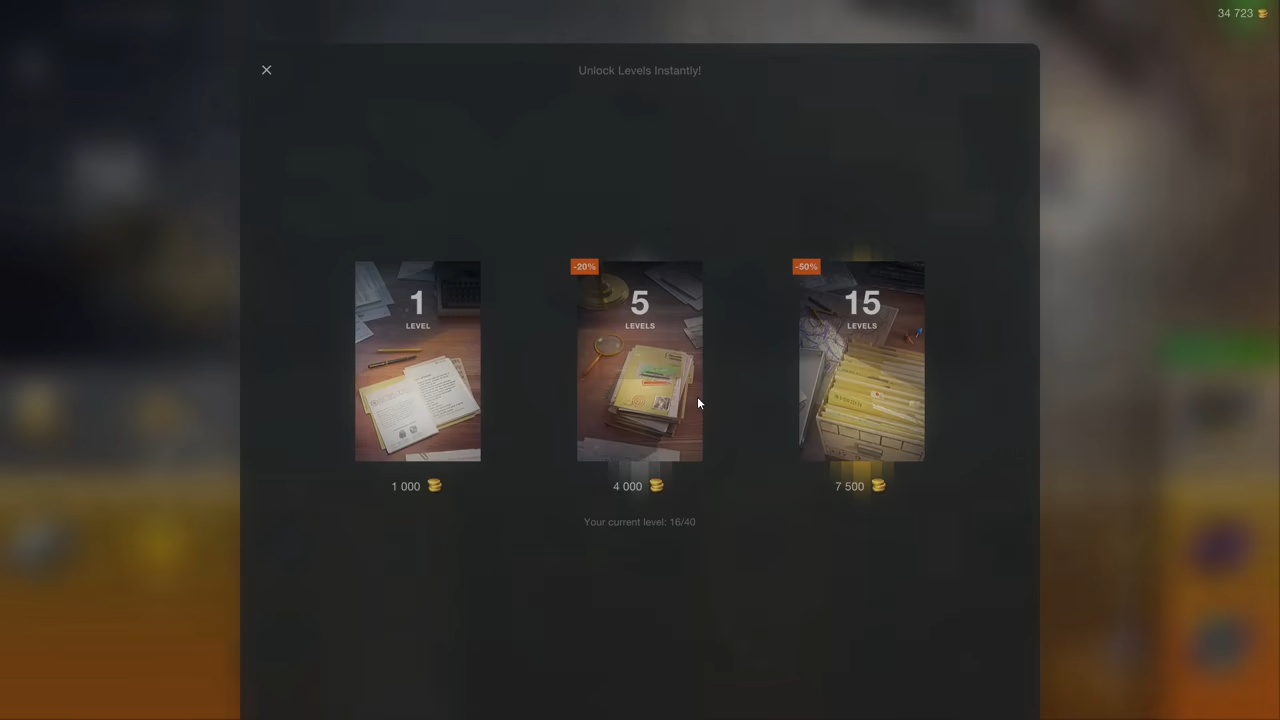 34 723
Unlock Levels Instantly!
-20%
-50%
1
LEVEL
5
LEVELS
15
LEVELS
1 000
4 000
7 500
Your current level: 16/40